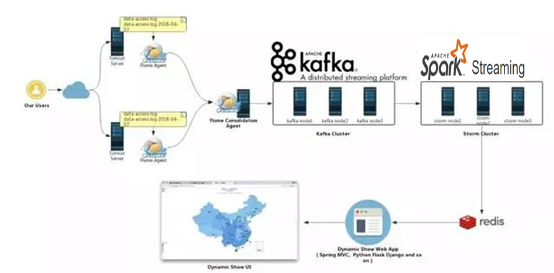 data-access.log
data-access.log.2018-04-
07
Tomcat
Server
Flume Agent
Our Users
data-access.log
data-access.log.2018-04-
07
Tomcat
Server
Flume Agent
Flume Consolidation
Agent
APACHE
kafka
A distributed streaming platform
kafka node1
kafka node2
kafka node3
Kafka Cluster
APACHE
Spark Streaming
storm node1
storm
node2
storm node3
Storm Cluster
redis
Dynamic Show Web App
( Spring MVC, Python Flask Django and so
on )
Dynamic Show UI